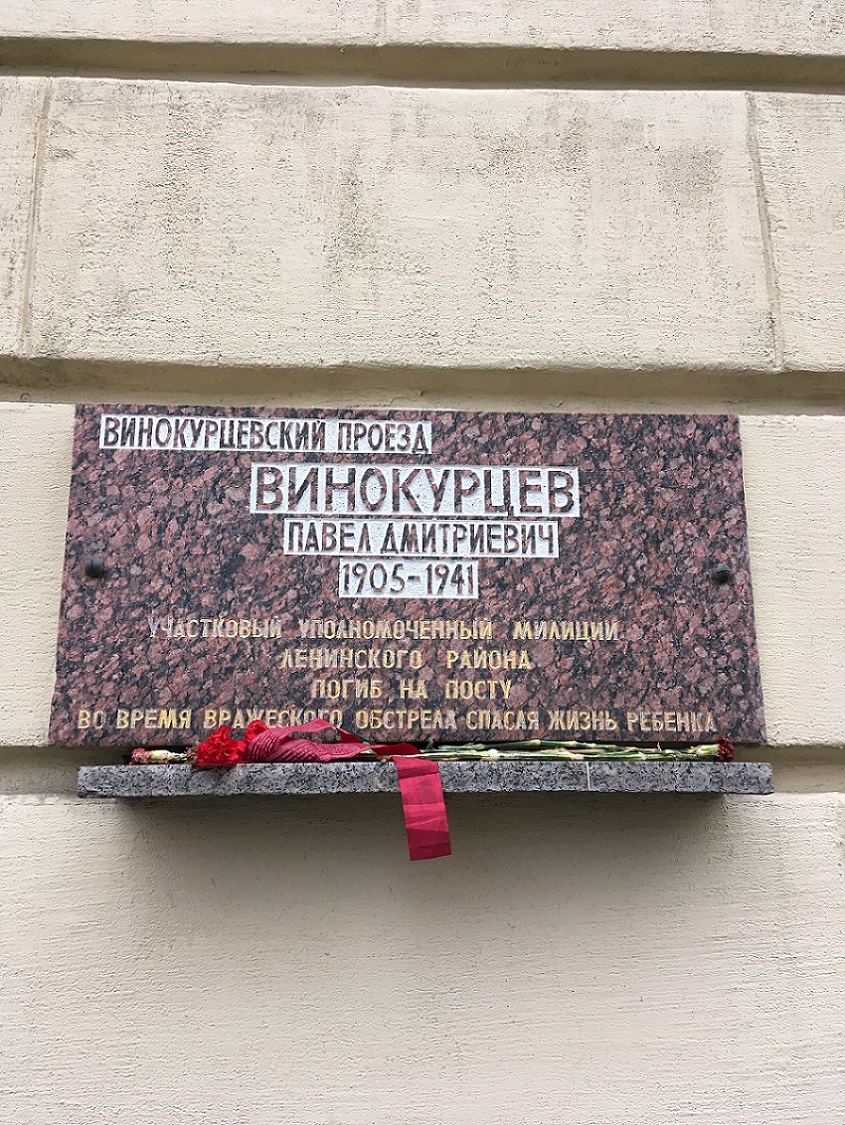 ВИНОКУРЦЕВСКИЙ ПРОЕЗД
ВИНОКУРЦЕВ
ПАВЕЛ ДМИТРИЕВИЧ
1905-1941
УЧАСТКОВЫЙ УПОЛНОМОЧЕННЫЙ МИЛИЦИИ
ЛЕНИНСКОГО РАЙОНА
ПОГИБ НА ПОСТУ
ВО ВРЕМЯ ВРАЖЕСКОГО ОБСТРЕЛА СПАСАЯ ЖИЗНЬ РЕБЕНКА